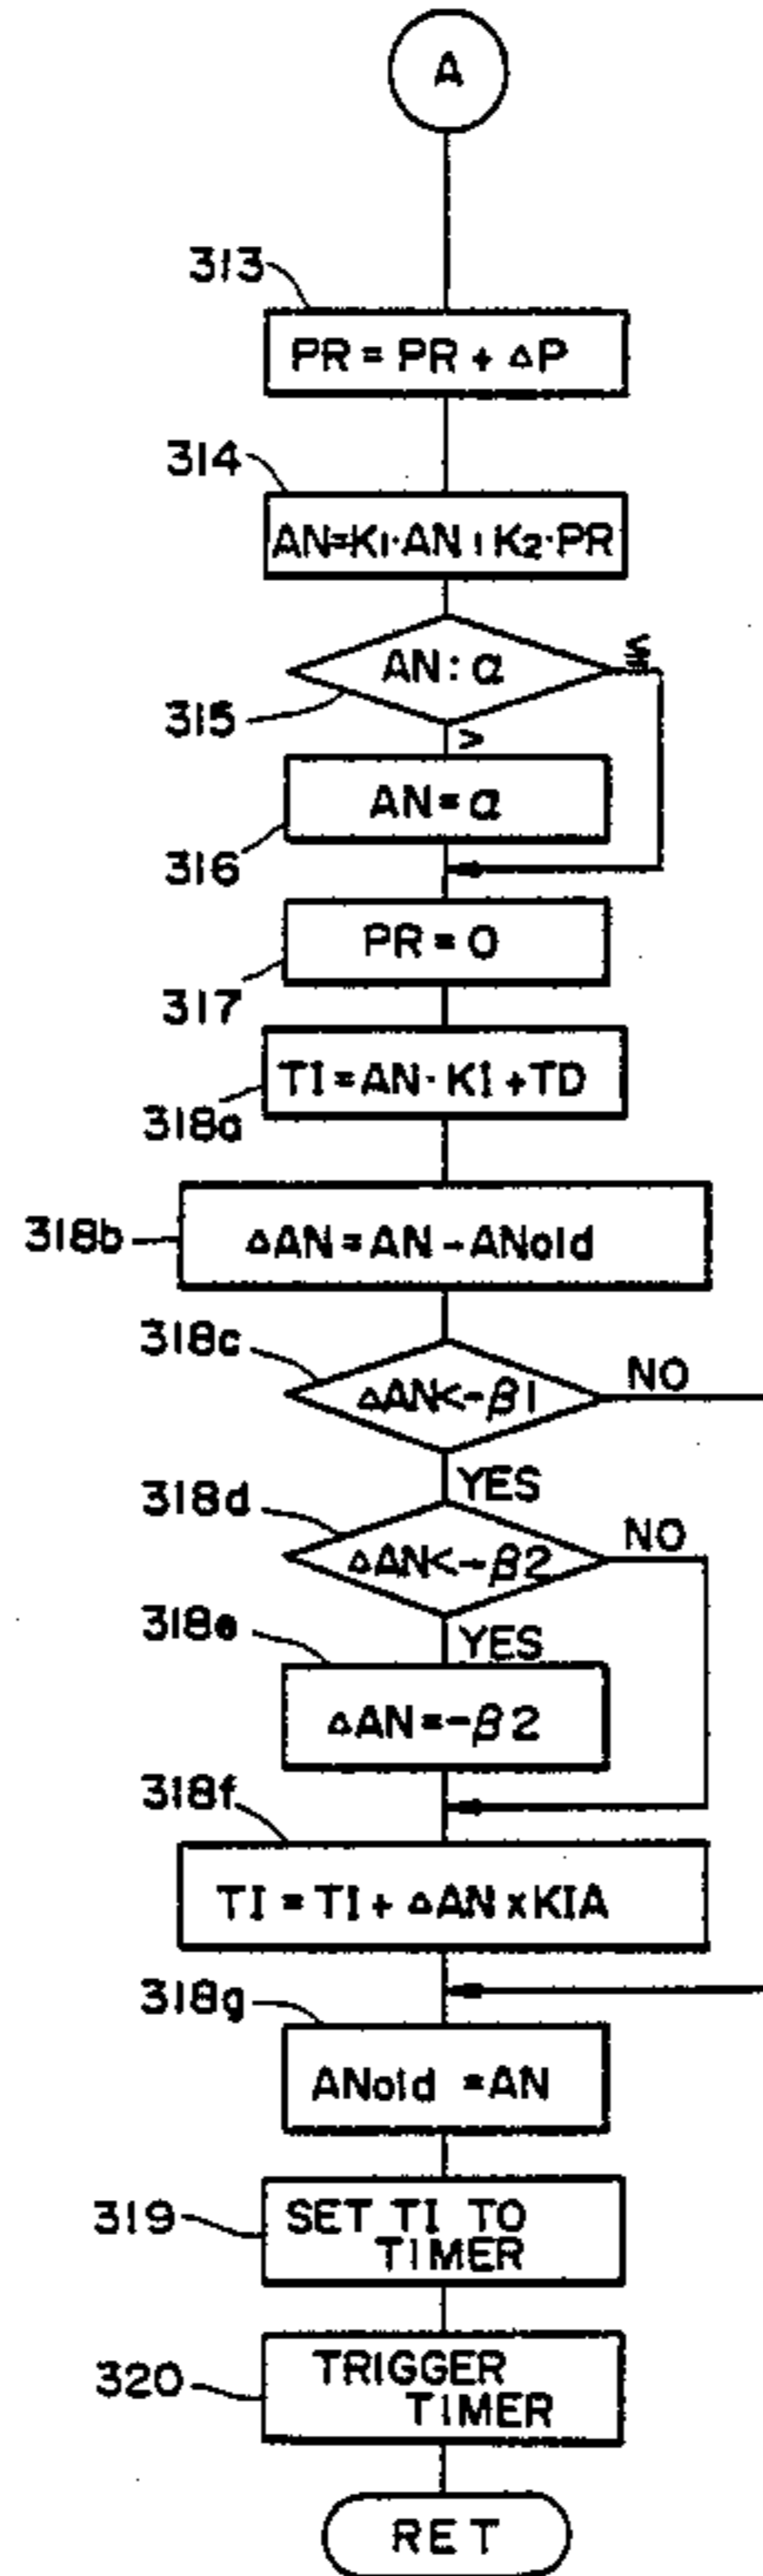 A
313
PR = PR + ΔP
314
AN=K1·AN+K2·PR
AN: α
≦
315
>
AN = α
316
PR = 0
317
TI = AN · KI + TD
318a
318b
ΔAN = AN - ANold
318c
ΔAN<-β1
NO
YES
318d
ΔAN<-β2
NO
318e
YES
ΔAN = -β2
318f
TI = TI + ΔAN x KIA
318g
ANold = AN
319
SET TI TO
TIMER
320
TRIGGER
TIMER
RET